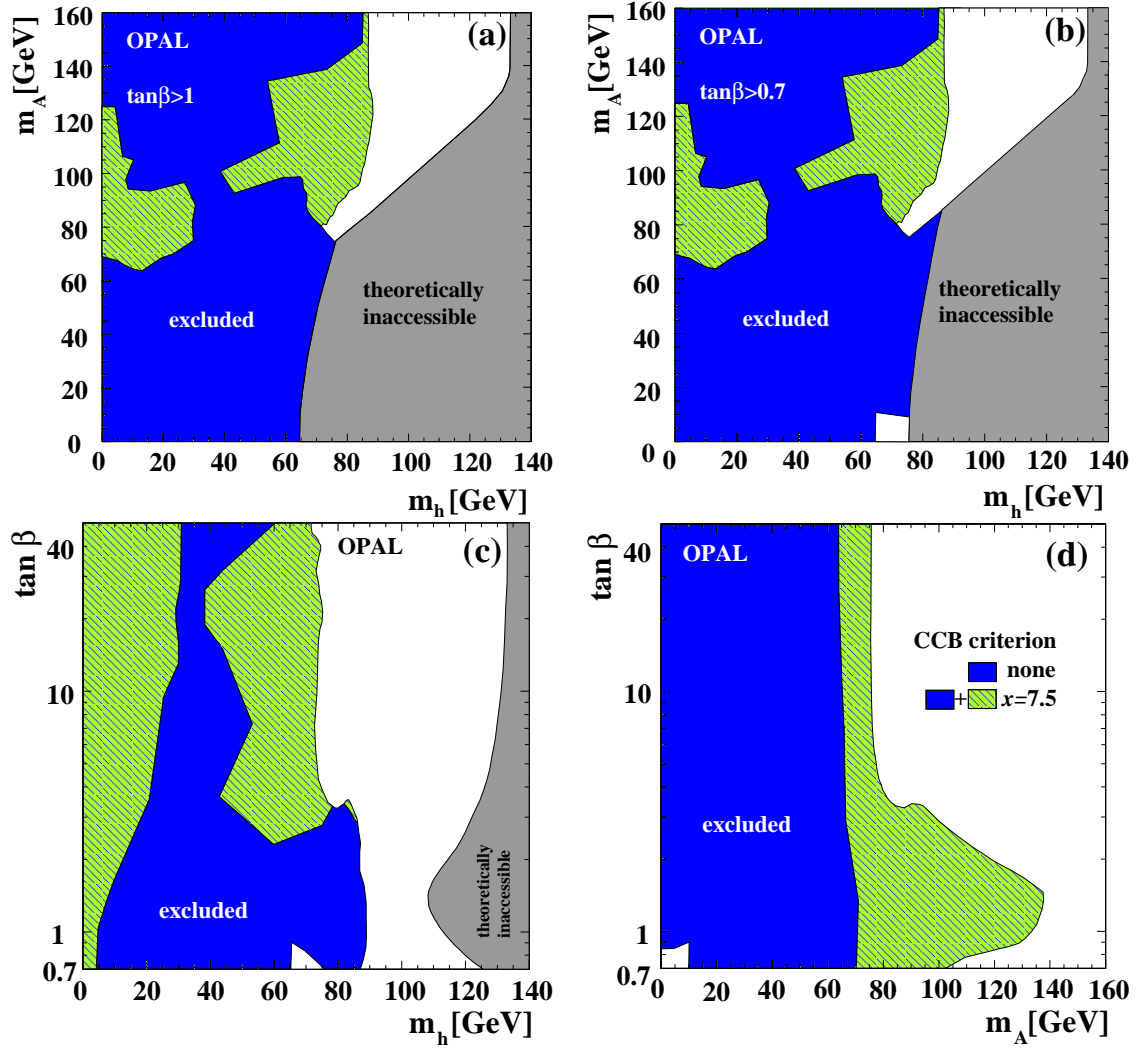 m_A [GeV]
160
140
120
100
80
60
40
20
0
OPAL
(a)
tanβ>1
excluded
theoretically
inaccessible
0 20 40 60 80 100 120 140
m_h [GeV]
m_A [GeV]
160
140
120
100
80
60
40
20
0
OPAL
(b)
tanβ>0.7
excluded
theoretically
inaccessible
0 20 40 60 80 100 120 140
m_h [GeV]
tan β
40
10
1
0.7
OPAL
(c)
excluded
theoretically
inaccessible
0 20 40 60 80 100 120 140
m_h [GeV]
tan β
40
10
1
0.7
OPAL
(d)
CCB criterion
none
+ x=7.5
excluded
0 20 40 60 80 100 120 140 160
m_A [GeV]